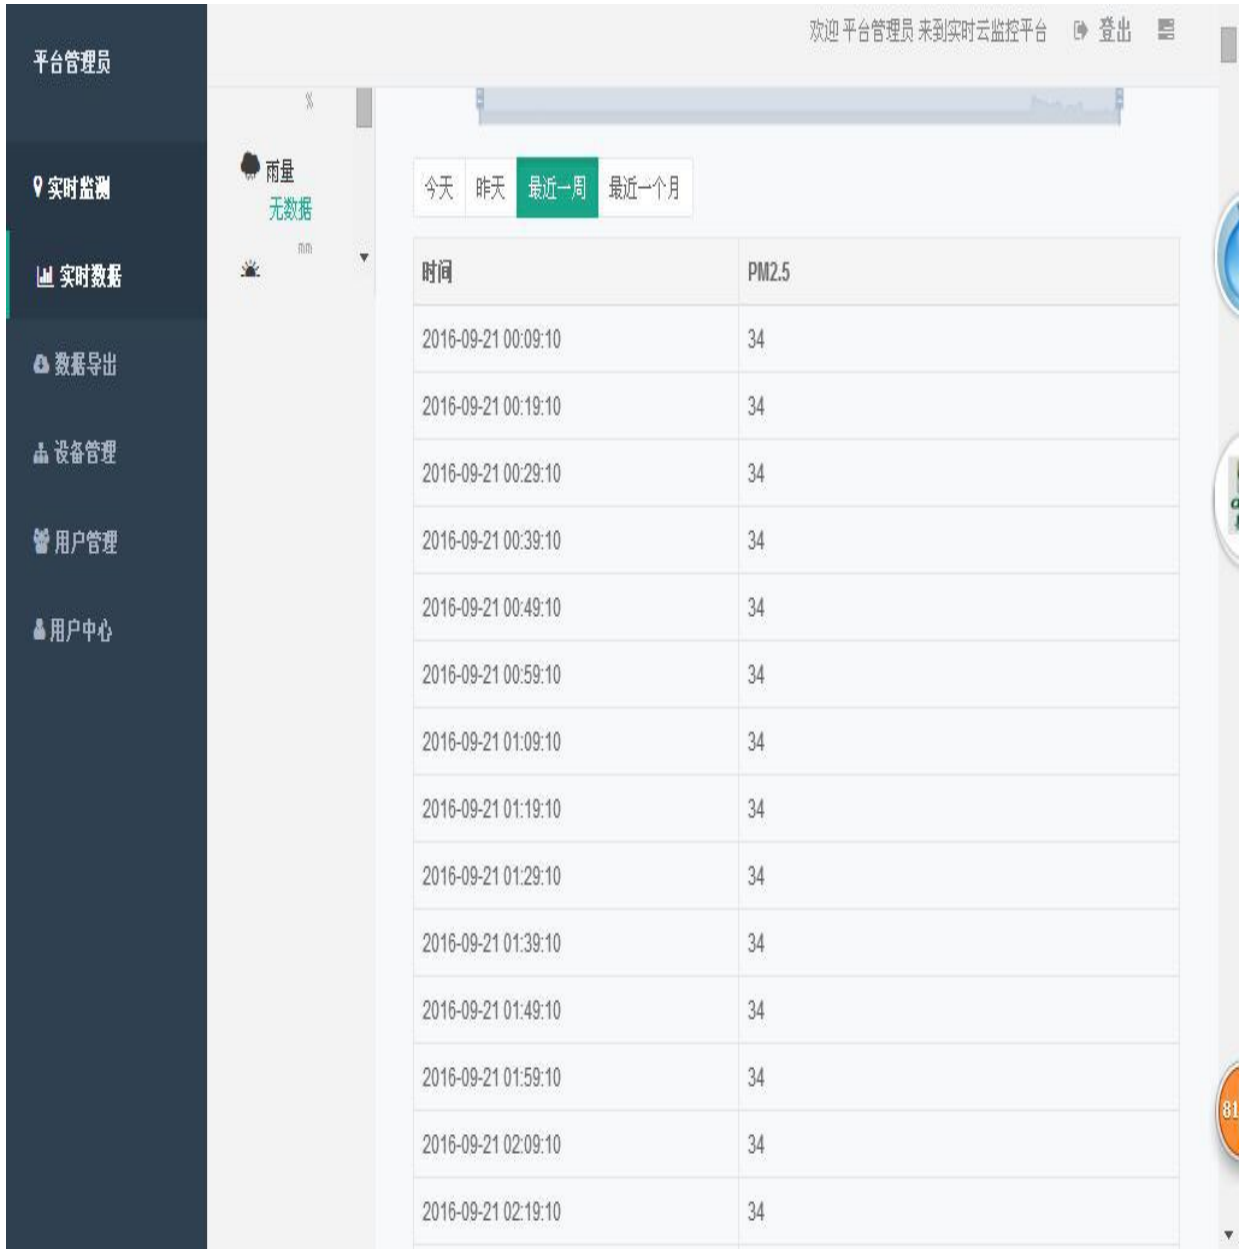 欢迎 平台管理员 来到实时云监控平台 登出
平台管理员
实时监测
实时数据
数据导出
设备管理
用户管理
用户中心
%
雨量
无数据
mm
今天 昨天 最近一周 最近一个月
时间 PM2.5
2016-09-21 00:09:10 34
2016-09-21 00:19:10 34
2016-09-21 00:29:10 34
2016-09-21 00:39:10 34
2016-09-21 00:49:10 34
2016-09-21 00:59:10 34
2016-09-21 01:09:10 34
2016-09-21 01:19:10 34
2016-09-21 01:29:10 34
2016-09-21 01:39:10 34
2016-09-21 01:49:10 34
2016-09-21 01:59:10 34
2016-09-21 02:09:10 34
2016-09-21 02:19:10 34
81